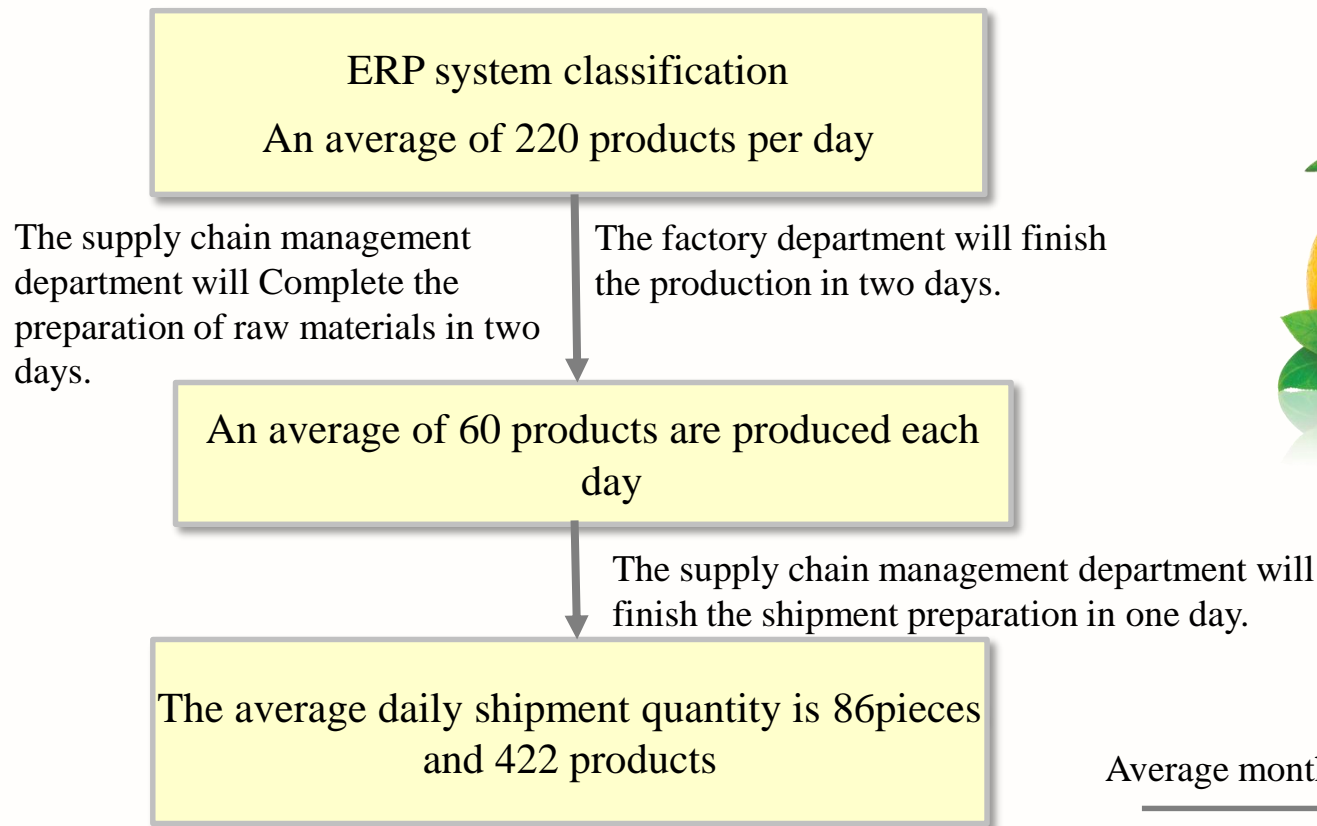 ERP system classification
An average of 220 products per day
The supply chain management
department will Complete the
preparation of raw materials in two
days.
The factory department will finish
the production in two days.
An average of 60 products are produced each
day
The supply chain management department will
finish the shipment preparation in one day.
The average daily shipment quantity is 86pieces
and 422 products
Average